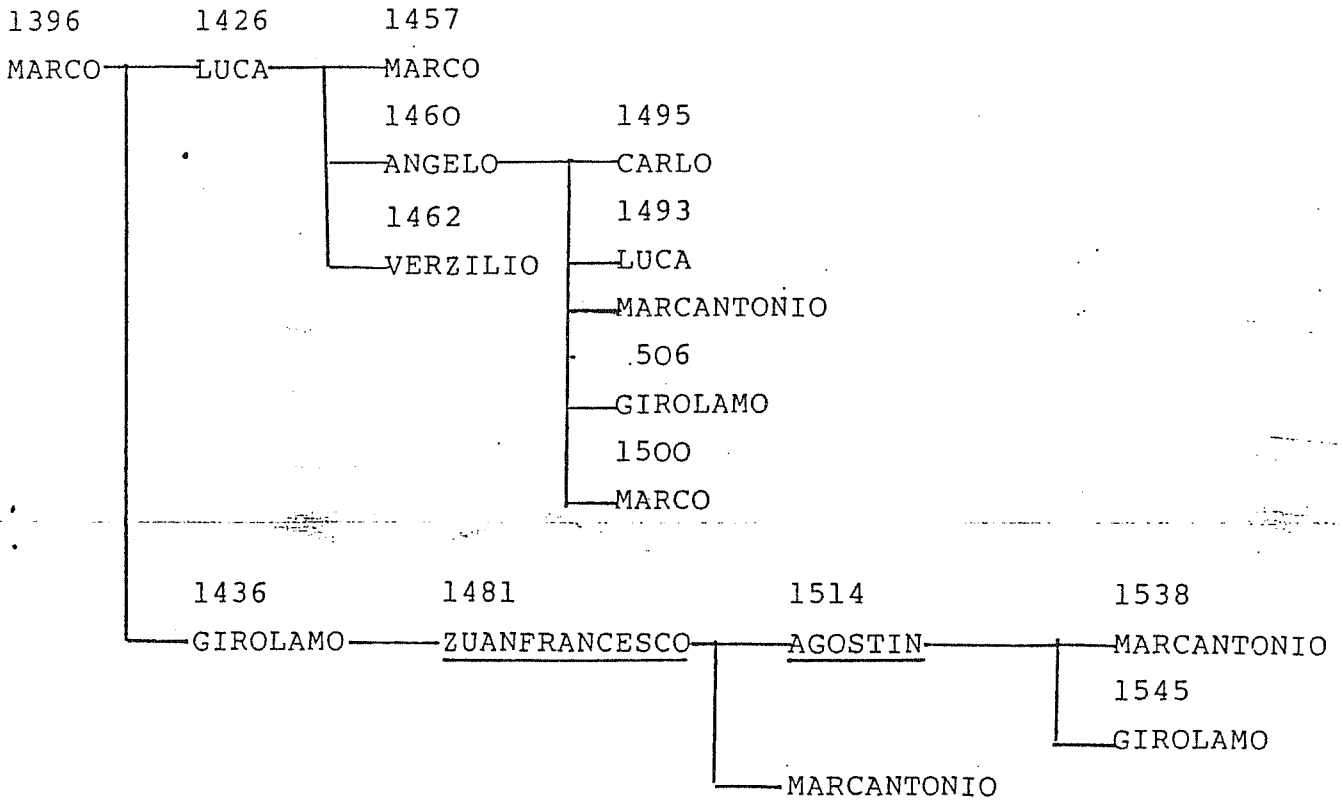 1396 1426 1457
MARCO LUCA MARCO
1460 1495
ANGELO CARLO
1462 1493
VERZILIO LUCA
MARCANTONIO
.506
GIROLAMO
1500
MARCO
1436 1481 1514 1538
GIROLAMO ZUANFRANCESCO AGOSTIN MARCANTONIO
1545
GIROLAMO
MARCANTONIO